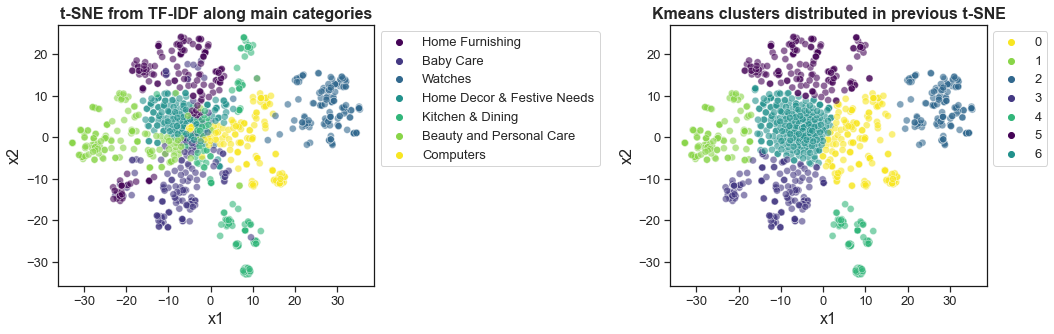 t-SNE from TF-IDF along main categories
x2
20
10
0
−10
−20
−30
−30
−20
−10
0
10
20
30
x1
Home Furnishing
Baby Care
Watches
Home Decor & Festive Needs
Kitchen & Dining
Beauty and Personal Care
Computers
Kmeans clusters distributed in previous t-SNE
x2
20
10
0
−10
−20
−30
−30
−20
−10
0
10
20
30
x1
0
1
2
3
4
5
6